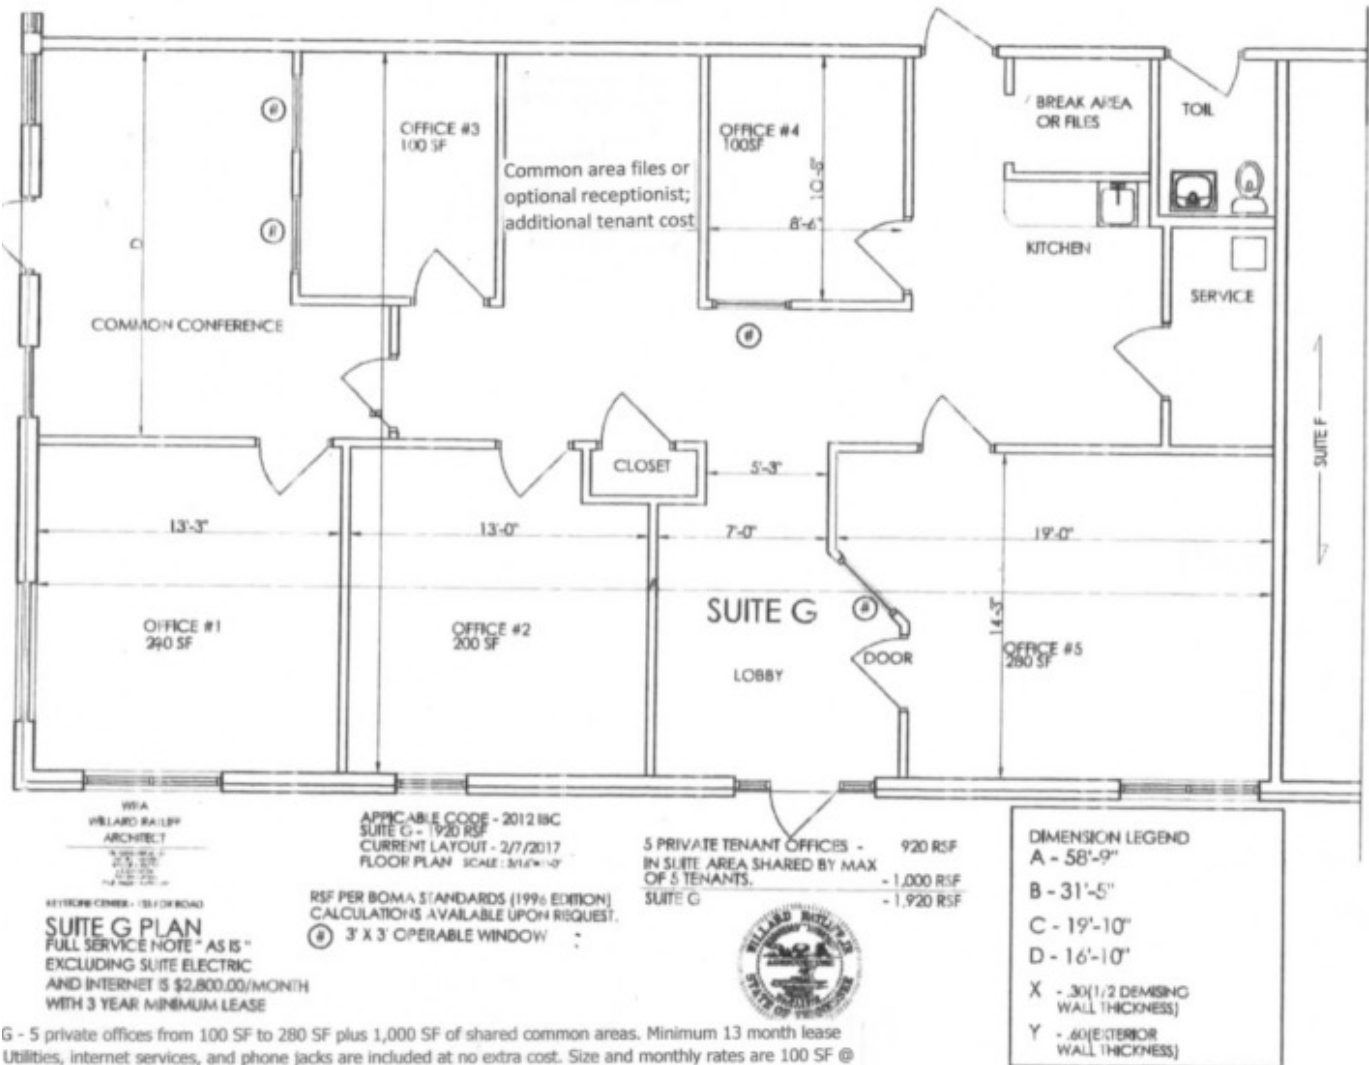 BREAK AREA
OR FILES
TOIL
OFFICE #3
100 SF
OFFICE #4
100SF
Common area files or
optional receptionist;
additional tenant cost
8'-6"
KITCHEN
SERVICE
COMMON CONFERENCE
SUITE F
CLOSET
5'-3"
13'-3"
13'-0"
7'-0"
19'-0"
14'-3"
SUITE G
OFFICE #1
OFFICE #2
200 SF
DOOR
OFFICE #5
280 SF
LOBBY
WILLARD
ARCHITECT
APPLICABLE CODE - 2012 IBC
SUITE G - 1920 RSF
CURRENT LAYOUT - 2/7/2017
FLOOR PLAN SCALE: 3/16"=1'-0"
5 PRIVATE TENANT OFFICES - 920 RSF
IN SUITE AREA SHARED BY MAX
OF 5 TENANTS. - 1,000 RSF
SUITE G - 1,920 RSF
DIMENSION LEGEND
A - 58'-9"
B - 31'-5"
C - 19'-10"
D - 16'-10"
X - .30(1/2 DEMISING
WALL THICKNESS)
Y - .60(EXTERIOR
WALL THICKNESS)
RSF PER BOMA STANDARDS (1996 EDITION)
CALCULATIONS AVAILABLE UPON REQUEST.
# 3' X 3' OPERABLE WINDOW
SUITE G PLAN
FULL SERVICE NOTE " AS IS "
EXCLUDING SUITE ELECTRIC
AND INTERNET IS $2,800.00/MONTH
WITH 3 YEAR MINIMUM LEASE
G - 5 private offices from 100 SF to 280 SF plus 1,000 SF of shared common areas. Minimum 13 month lease
Utilities, internet services, and phone jacks are included at no extra cost. Size and monthly rates are 100 SF @